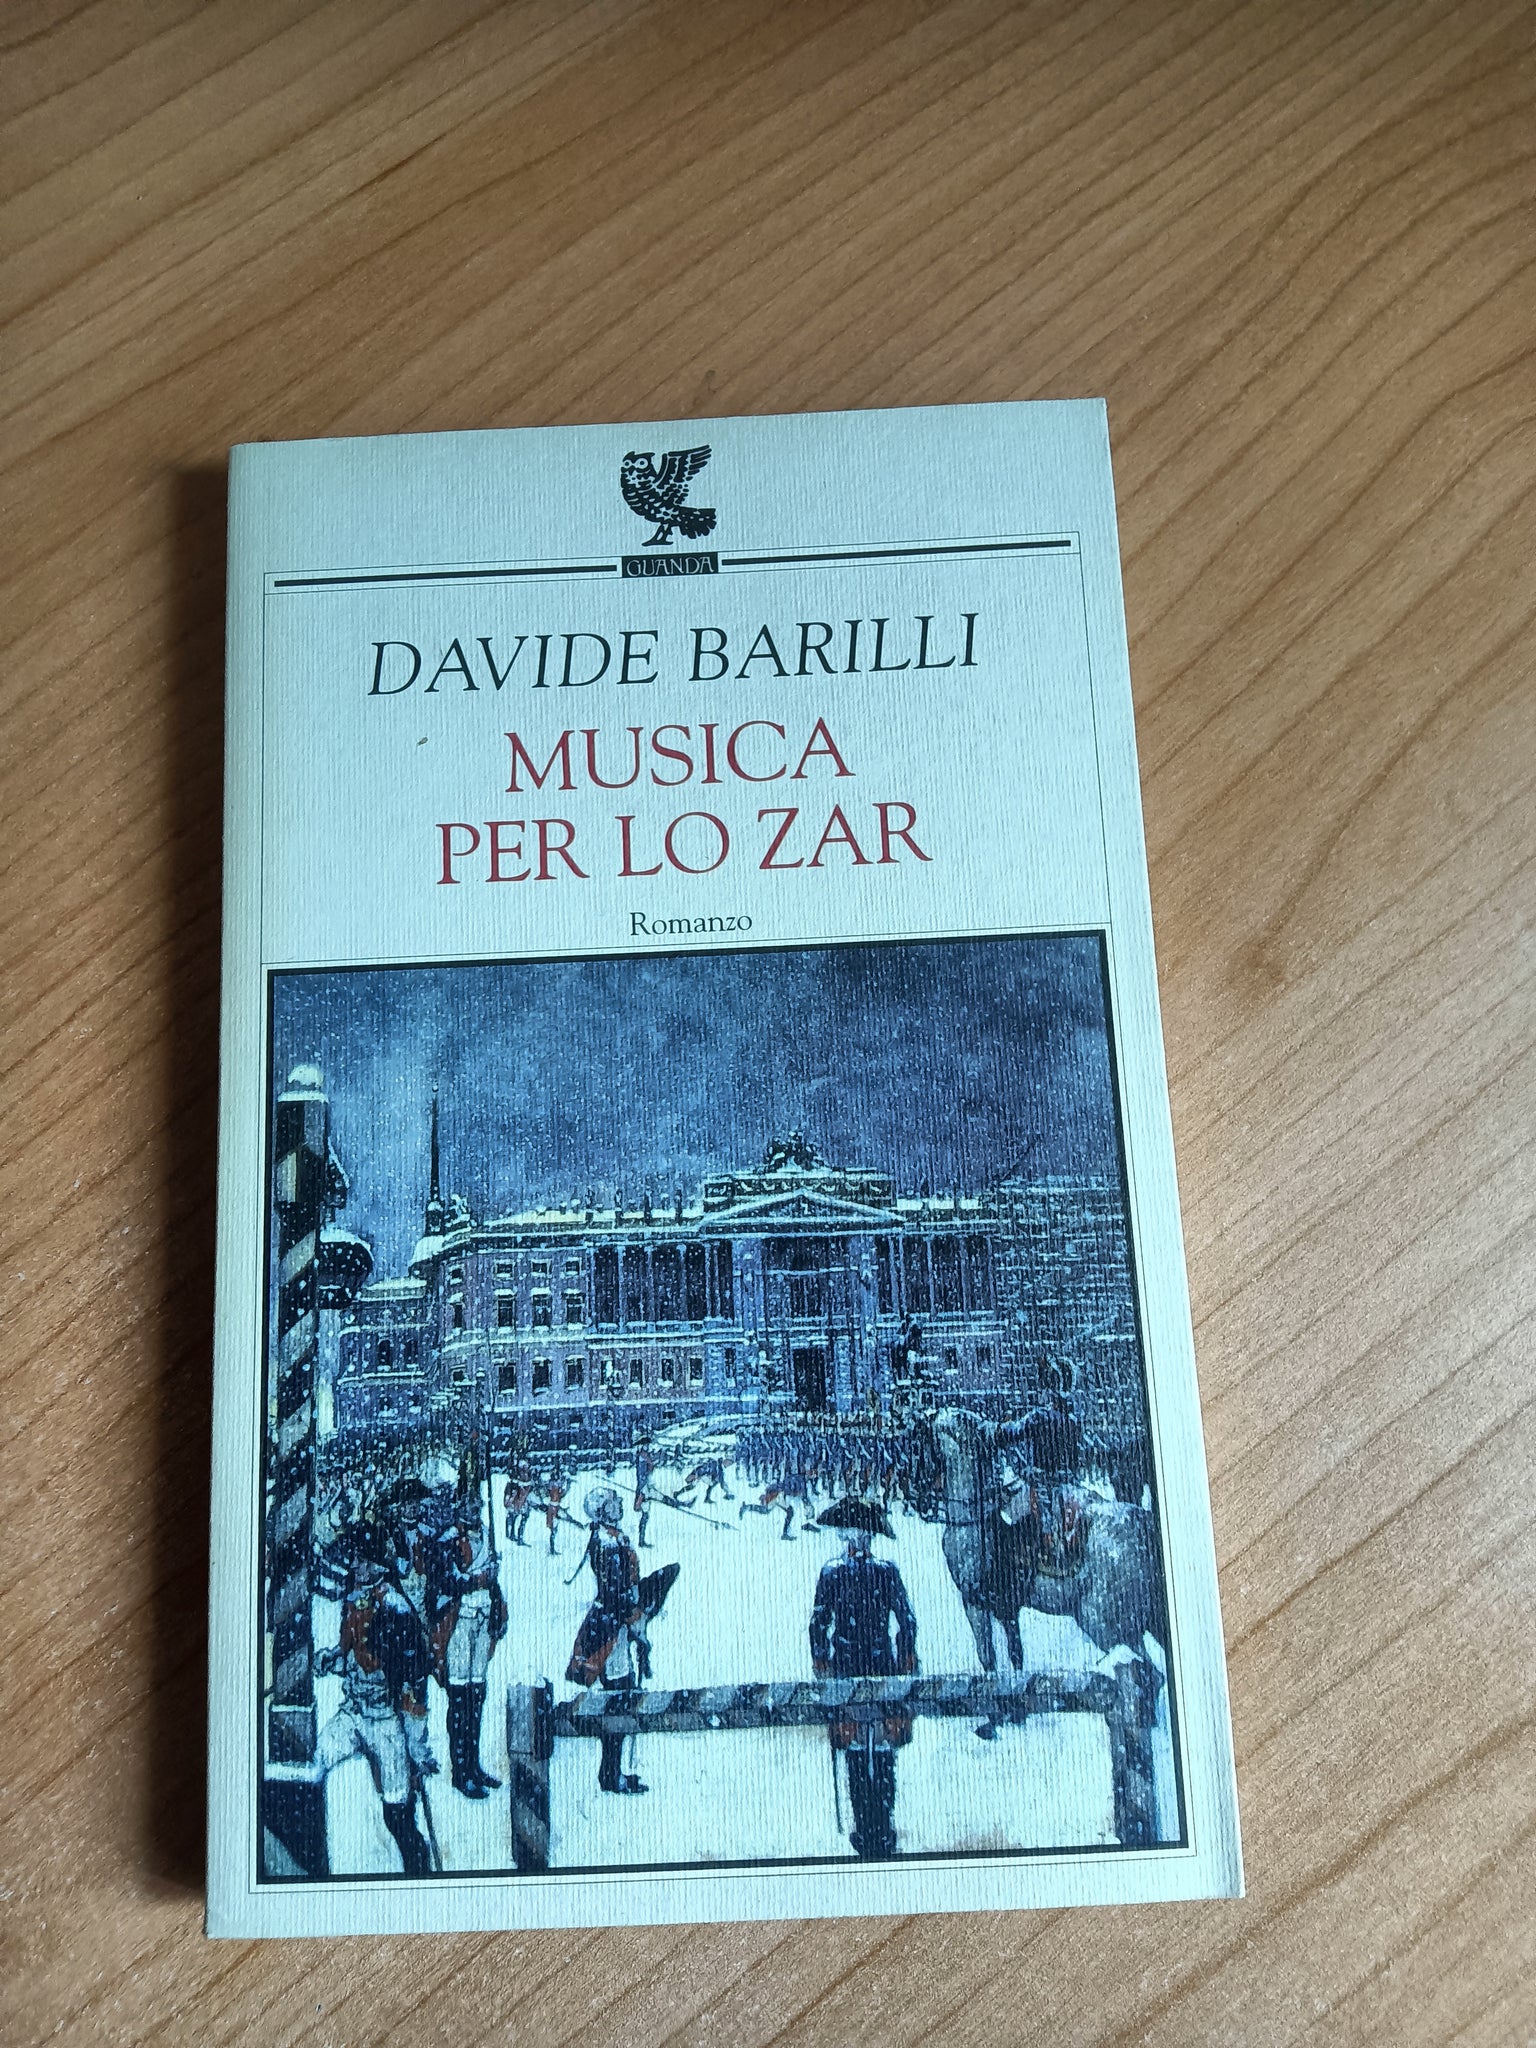 GUANDA
DAVIDE BARILLI
MUSICA
PER LO ZAR
Romanzo